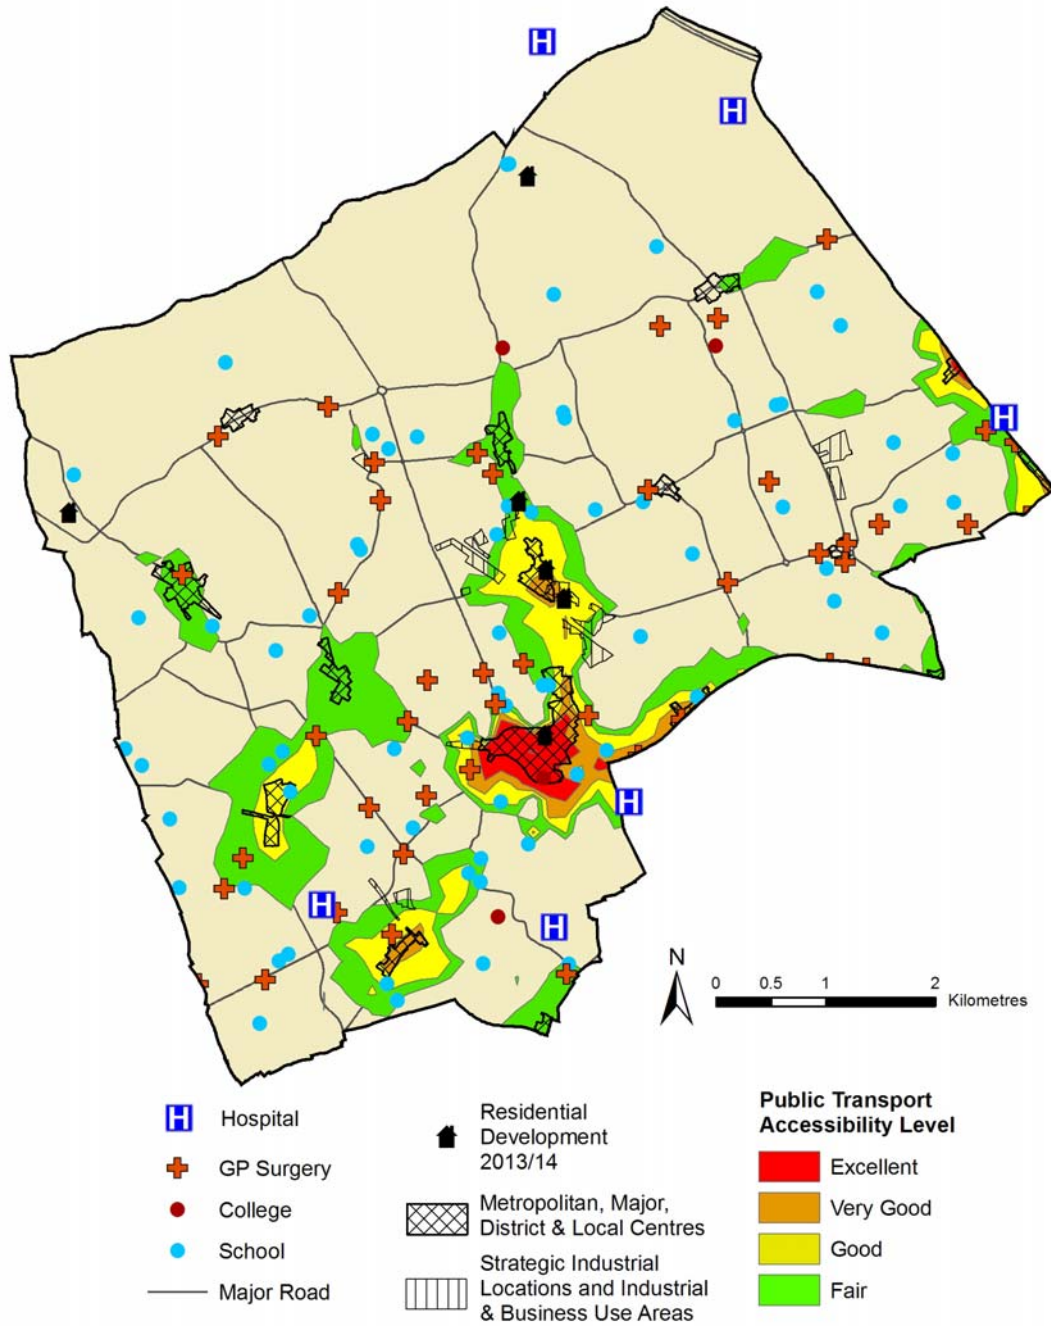 H
H
H
H
H
H
N
0 0.5 1 2
Kilometres
H Hospital
GP Surgery
College
School
Major Road
Residential
Development
2013/14
Metropolitan, Major,
District & Local Centres
Strategic Industrial
Locations and Industrial
& Business Use Areas
Public Transport
Accessibility Level
Excellent
Very Good
Good
Fair